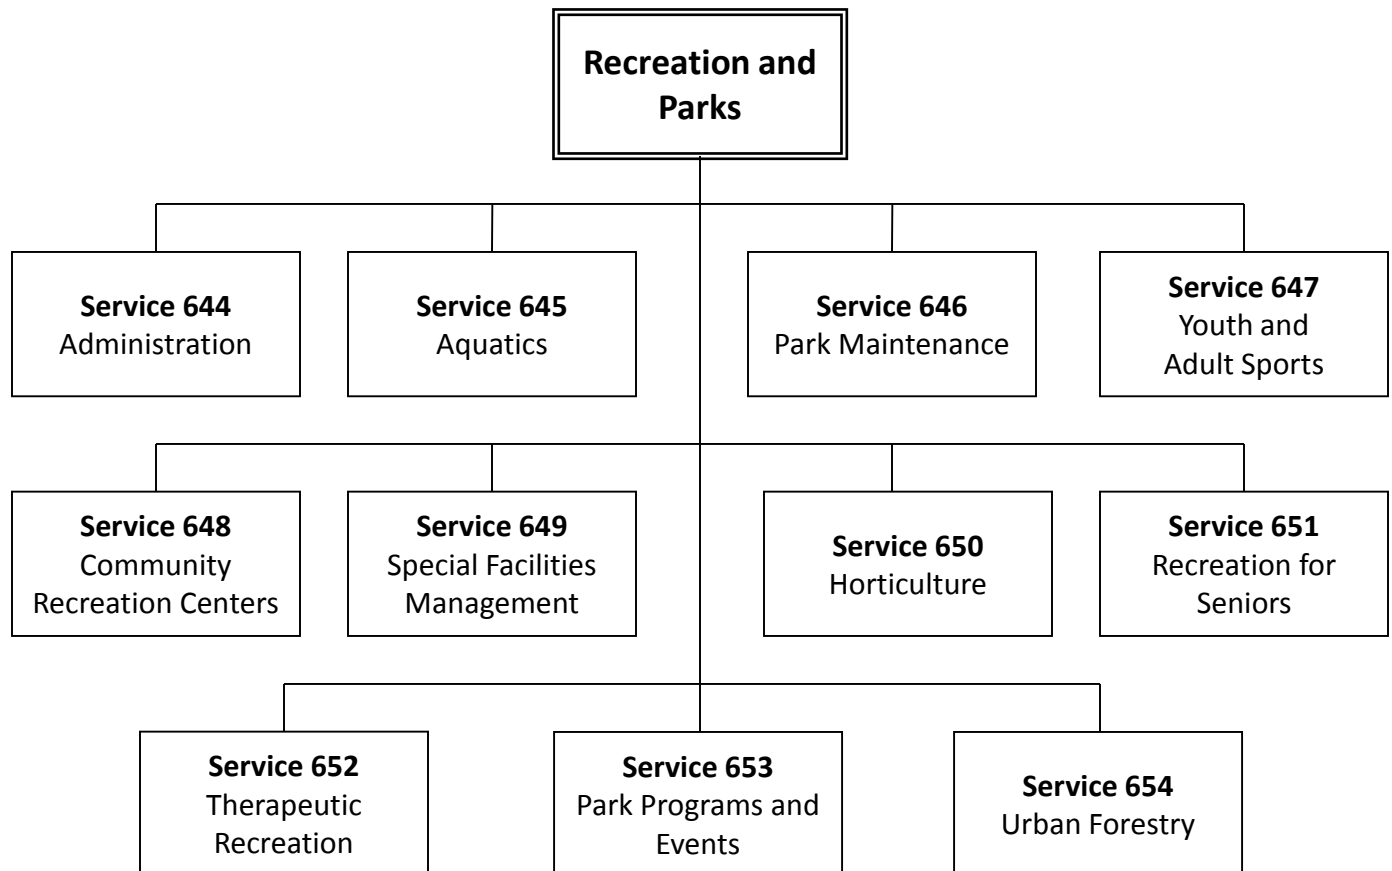 Recreation and
Parks
Service 644
Administration
Service 645
Aquatics
Service 646
Park Maintenance
Service 647
Youth and
Adult Sports
Service 648
Community
Recreation Centers
Service 649
Special Facilities
Management
Service 650
Horticulture
Service 651
Recreation for
Seniors
Service 652
Therapeutic
Recreation
Service 653
Park Programs and
Events
Service 654
Urban Forestry